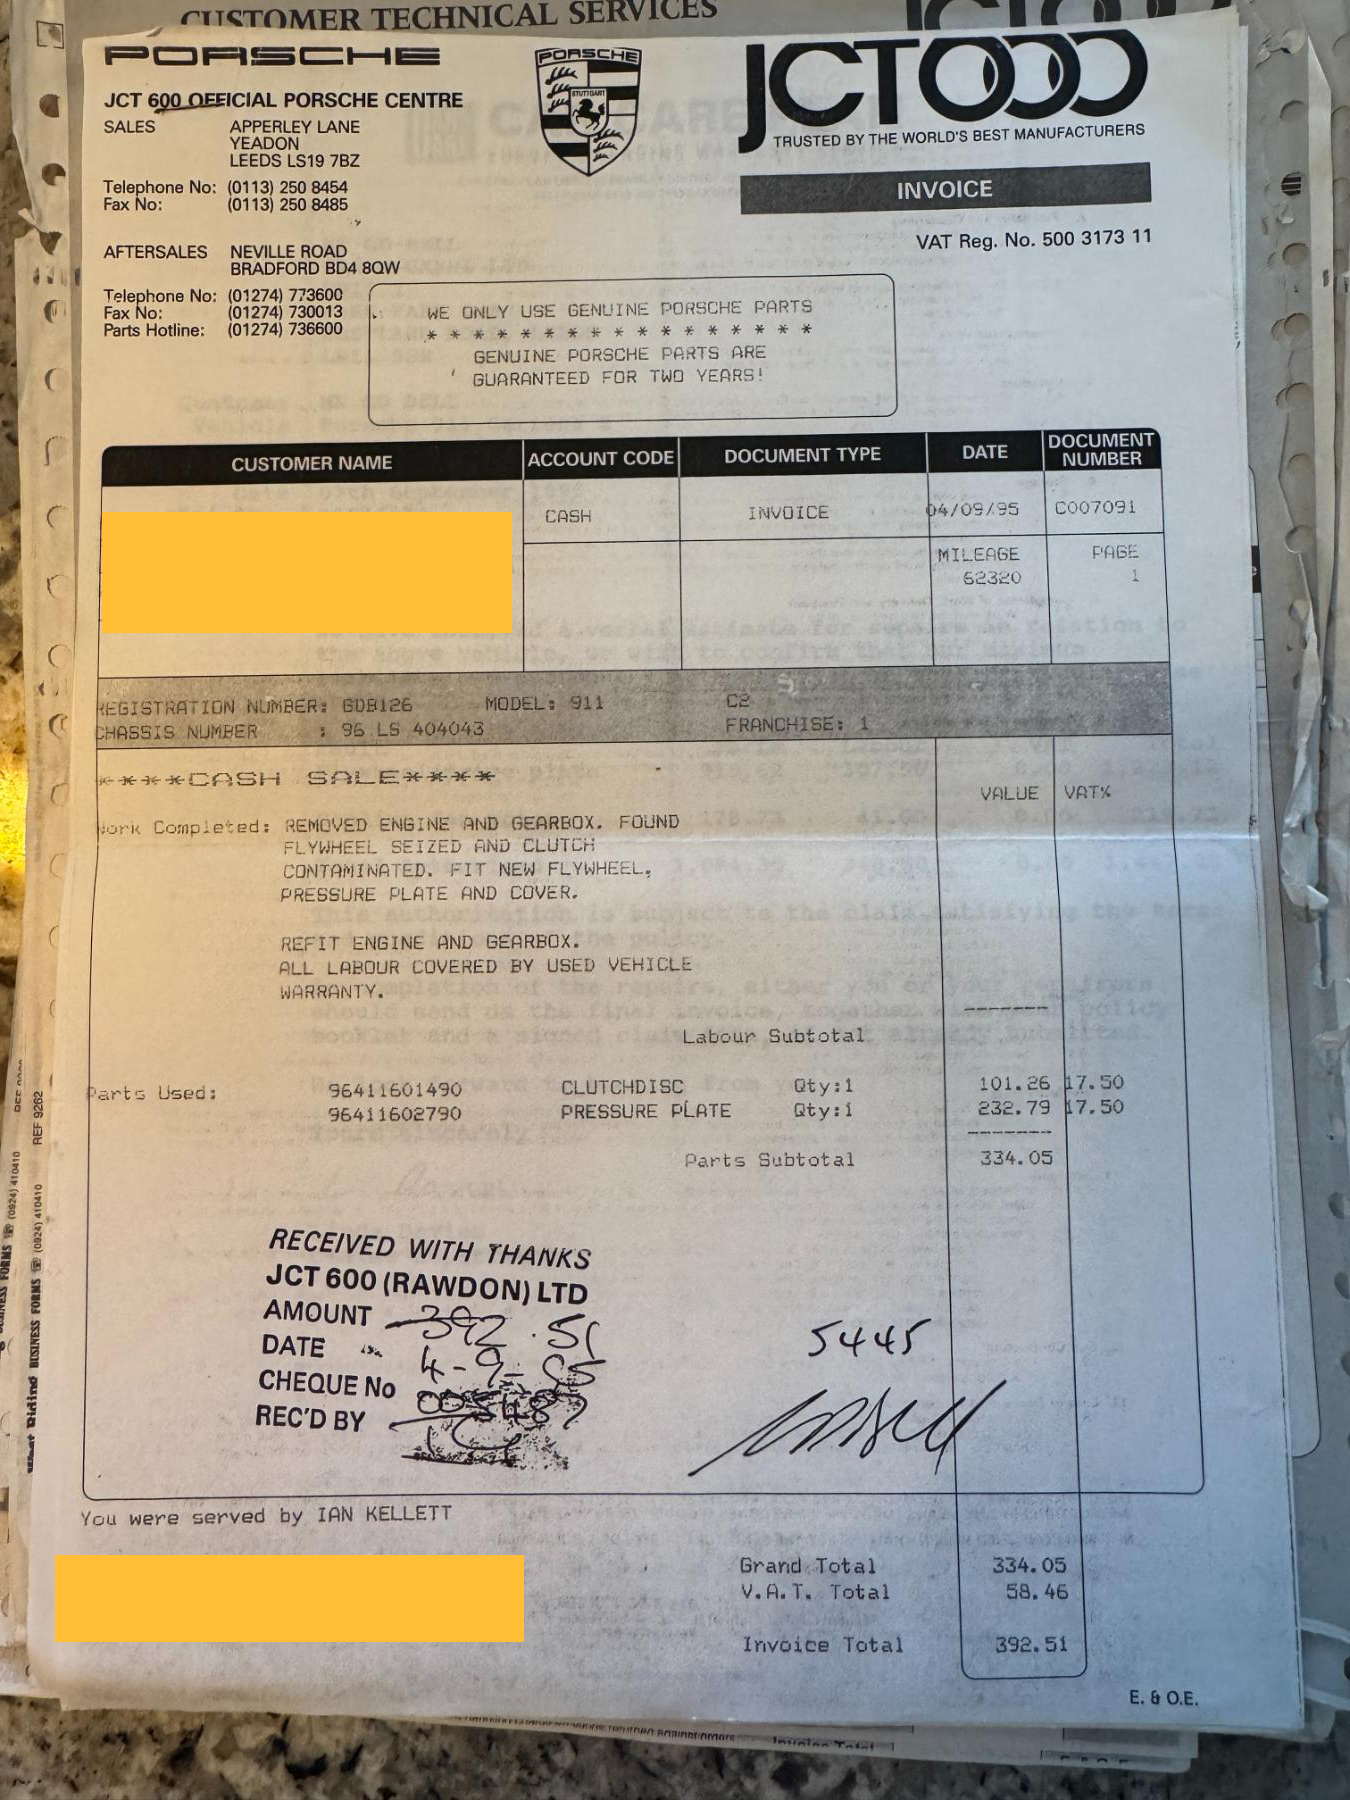 CUSTOMER TECHNICAL SERVICES
PORSCHE
PORSCHE
STUTTGART
JCT600
TRUSTED BY THE WORLD'S BEST MANUFACTURERS
JCT 600 OFFICIAL PORSCHE CENTRE
SALES APPERLEY LANE
YEADON
LEEDS LS19 7BZ
Telephone No: (0113) 250 8454
Fax No: (0113) 250 8485
INVOICE
VAT Reg. No. 500 3173 11
AFTERSALES NEVILLE ROAD
BRADFORD BD4 8QW
Telephone No: (01274) 773600
Fax No: (01274) 730013
Parts Hotline: (01274) 736600
WE ONLY USE GENUINE PORSCHE PARTS
* * * * * * * * * * * * * * * * *
GENUINE PORSCHE PARTS ARE
GUARANTEED FOR TWO YEARS!
CUSTOMER NAME ACCOUNT CODE DOCUMENT TYPE DATE DOCUMENT NUMBER
CASH INVOICE 04/09/95 C007091
MILEAGE PAGE
62320 1
REGISTRATION NUMBER: GDB126 MODEL: 911 C2
CHASSIS NUMBER : 96 LS 404043 FRANCHISE: 1
****CASH SALE****
VALUE VAT%
Work Completed: REMOVED ENGINE AND GEARBOX. FOUND
FLYWHEEL SEIZED AND CLUTCH
CONTAMINATED. FIT NEW FLYWHEEL,
PRESSURE PLATE AND COVER.
REFIT ENGINE AND GEARBOX.
ALL LABOUR COVERED BY USED VEHICLE
WARRANTY.
Labour Subtotal
Parts Used: 96411601490 CLUTCHDISC Qty:1 101.26 17.50
96411602790 PRESSURE PLATE Qty:1 232.79 17.50
Parts Subtotal 334.05
RECEIVED WITH THANKS
JCT 600 (RAWDON) LTD
AMOUNT 392.51
DATE 4-9-95
CHEQUE No
REC'D BY
5445
You were served by IAN KELLETT
Grand Total 334.05
V.A.T. Total 58.46
Invoice Total 392.51
E. & O.E.
REF 9262
(0924) 410410
BUSINESS FORMS